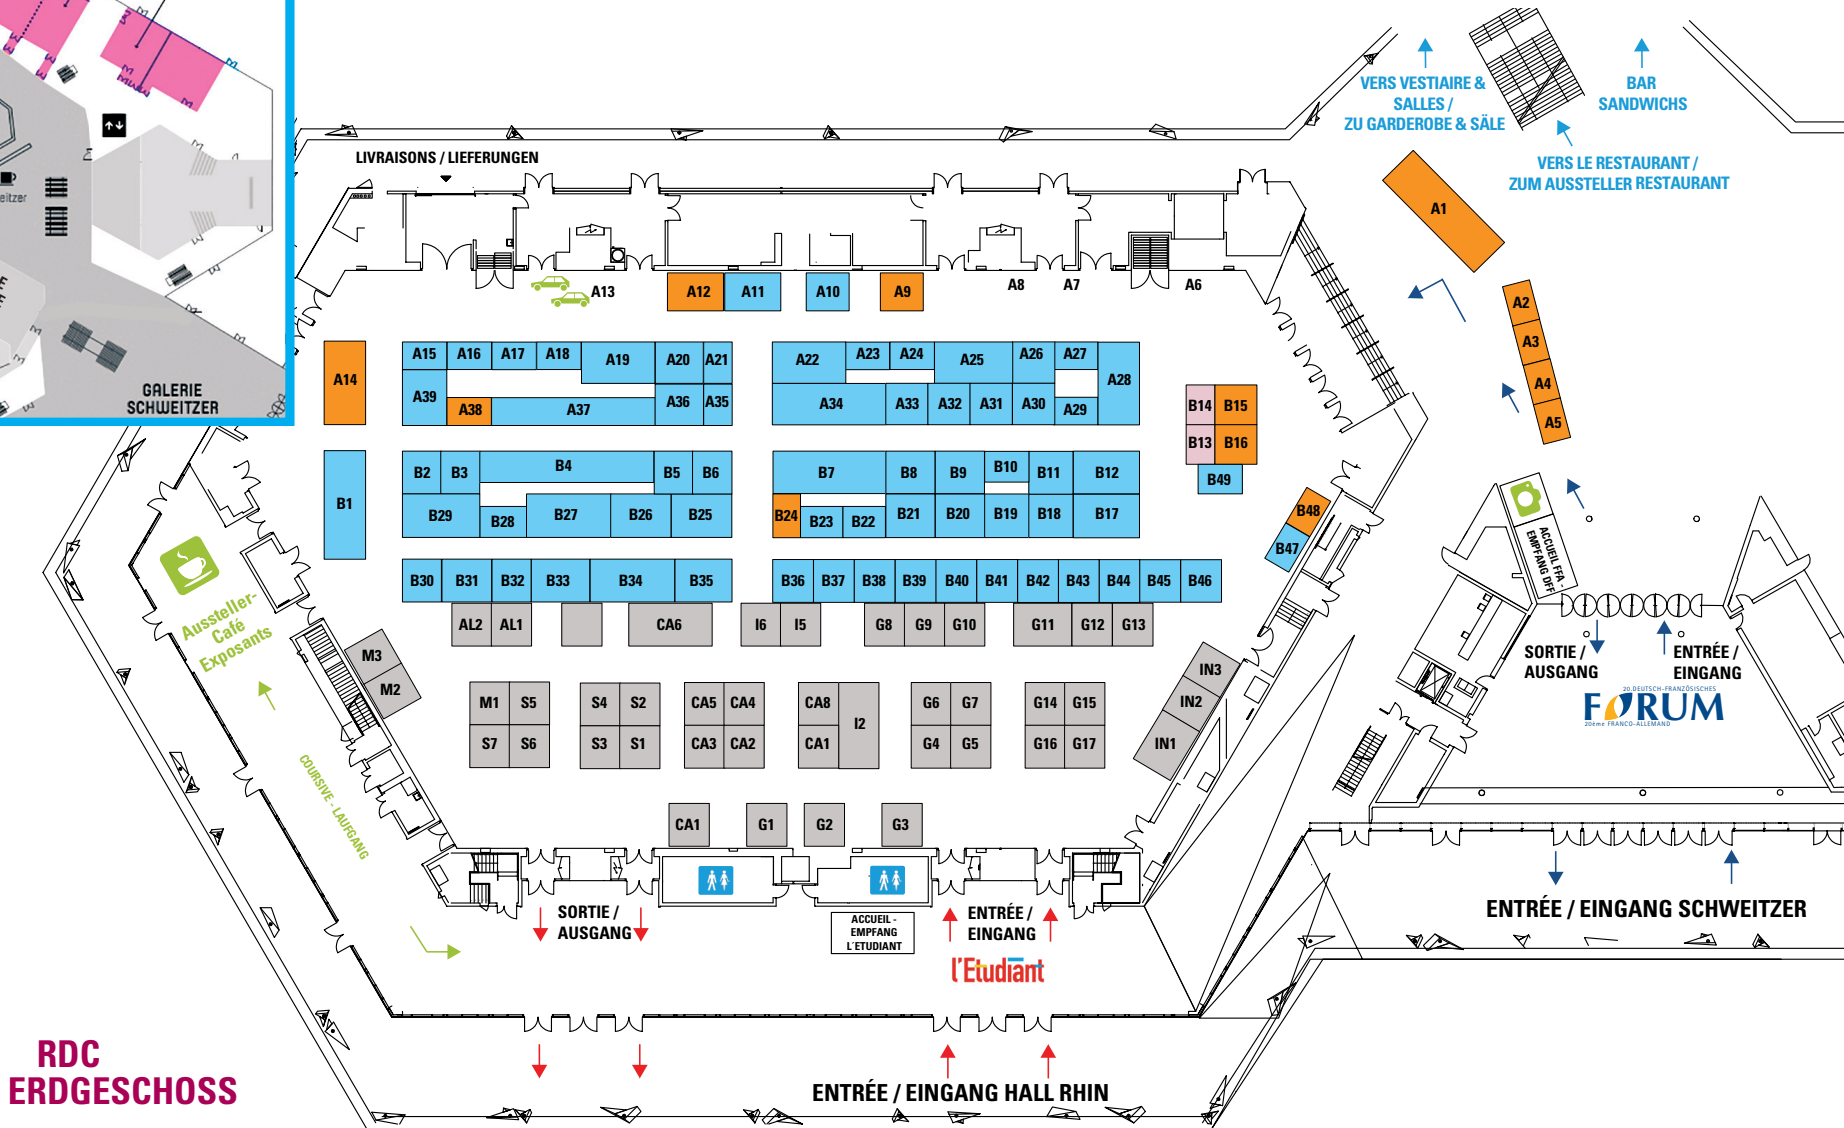 VERS VESTIAIRE &
SALLES /
ZU GARDEROBE & SÄLE
BAR
SANDWICHS
VERS LE RESTAURANT /
ZUM AUSSTELLER RESTAURANT
eitzer
GALERIE
SCHWEITZER
LIVRAISONS / LIEFERUNGEN
A1
A2
A3
A4
A5
A13 A12 A11 A10 A9 A8 A7 A6
A14
A15 A16 A17 A18 A19 A20 A21
A39 A38 A37 A36 A35
A22 A23 A24 A25 A26 A27 A28
A34 A33 A32 A31 A30 A29
B14 B15
B13 B16
B49
B1
B2 B3 B4 B5 B6
B29 B28 B27 B26 B25
B7 B8 B9 B10 B11 B12
B24 B23 B22 B21 B20 B19 B18 B17
B48
B47
B30 B31 B32 B33 B34 B35
B36 B37 B38 B39 B40 B41 B42 B43 B44 B45 B46
AL2 AL1 CA6 I6 I5 G8 G9 G10 G11 G12 G13
M3
M2
M1 S5
S7 S6
S4 S2
S3 S1
CA5 CA4
CA3 CA2
CA8
CA1
I2
G6 G7
G4 G5
G14 G15
G16 G17
IN3
IN2
IN1
CA1 G1 G2 G3
Aussteller-
Café
Exposants
COURSIVE - LAUFGANG
ACCUEIL FFA -
EMPFANG DFF
SORTIE /
AUSGANG
ENTRÉE /
EINGANG
20.DEUTSCH-FRANZÖSISCHES
FORUM
20ème FRANCO-ALLEMAND
ENTRÉE / EINGANG SCHWEITZER
SORTIE /
AUSGANG
ACCUEIL -
EMPFANG
L'ETUDIANT
ENTRÉE /
EINGANG
l'Etudiant
ENTRÉE / EINGANG HALL RHIN
RDC
ERDGESCHOSS